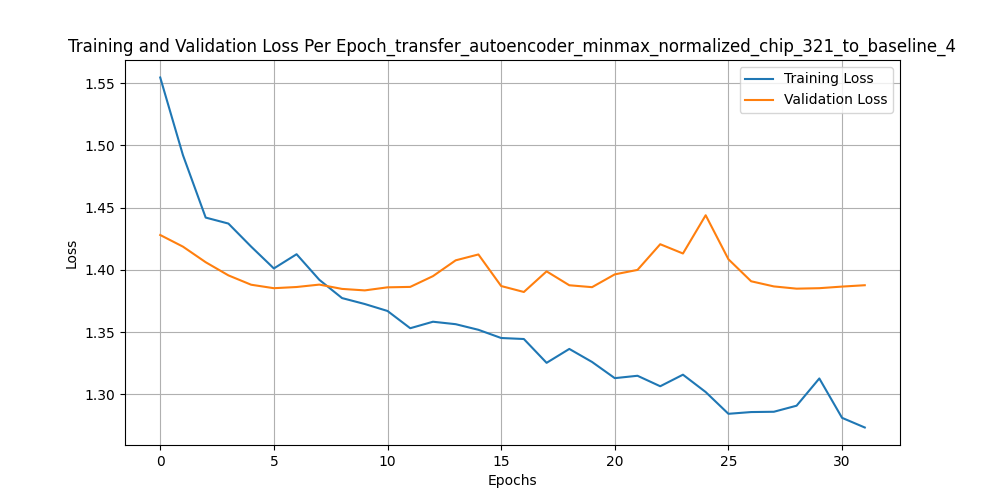 Training and Validation Loss Per Epoch_transfer_autoencoder_minmax_normalized_chip_321_to_baseline_4
Training Loss
Validation Loss
1.55
1.50
1.45
1.40
1.35
1.30
Loss
0 5 10 15 20 25 30
Epochs